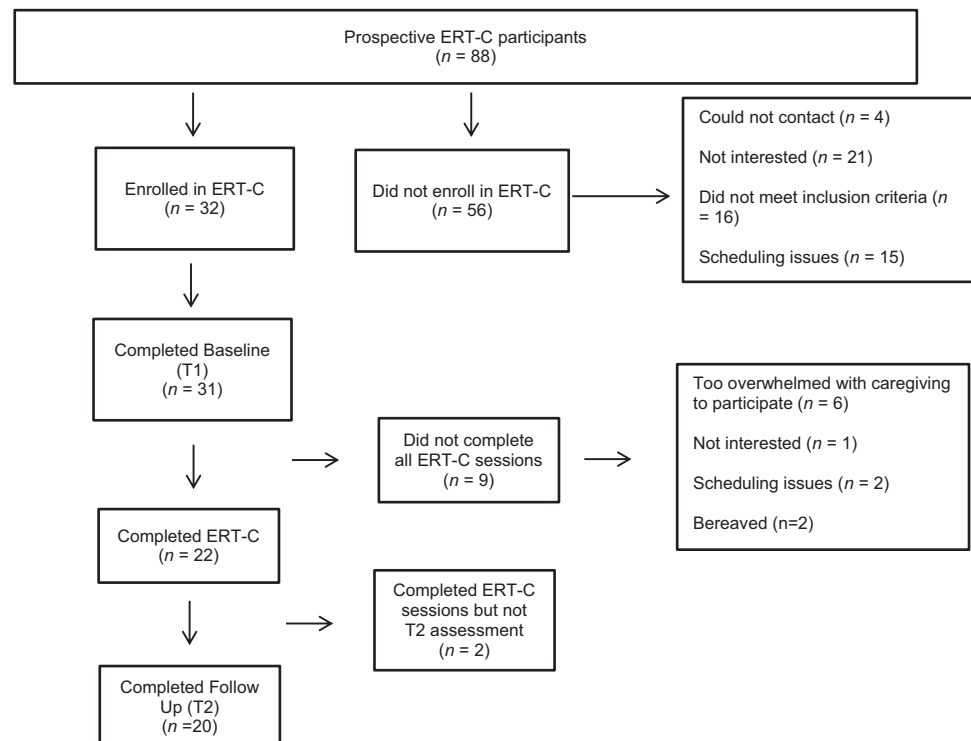 Prospective ERT-C participants
(n = 88)
Enrolled in ERT-C
(n = 32)
Did not enroll in ERT-C
(n = 56)
Could not contact (n = 4)
Not interested (n = 21)
Did not meet inclusion criteria (n
= 16)
Scheduling issues (n = 15)
Completed Baseline
(T1)
(n = 31)
Did not complete
all ERT-C sessions
(n = 9)
Too overwhelmed with caregiving
to participate (n = 6)
Not interested (n = 1)
Scheduling issues (n = 2)
Bereaved (n=2)
Completed ERT-C
(n = 22)
Completed ERT-C
sessions but not
T2 assessment
(n = 2)
Completed Follow
Up (T2)
(n =20)